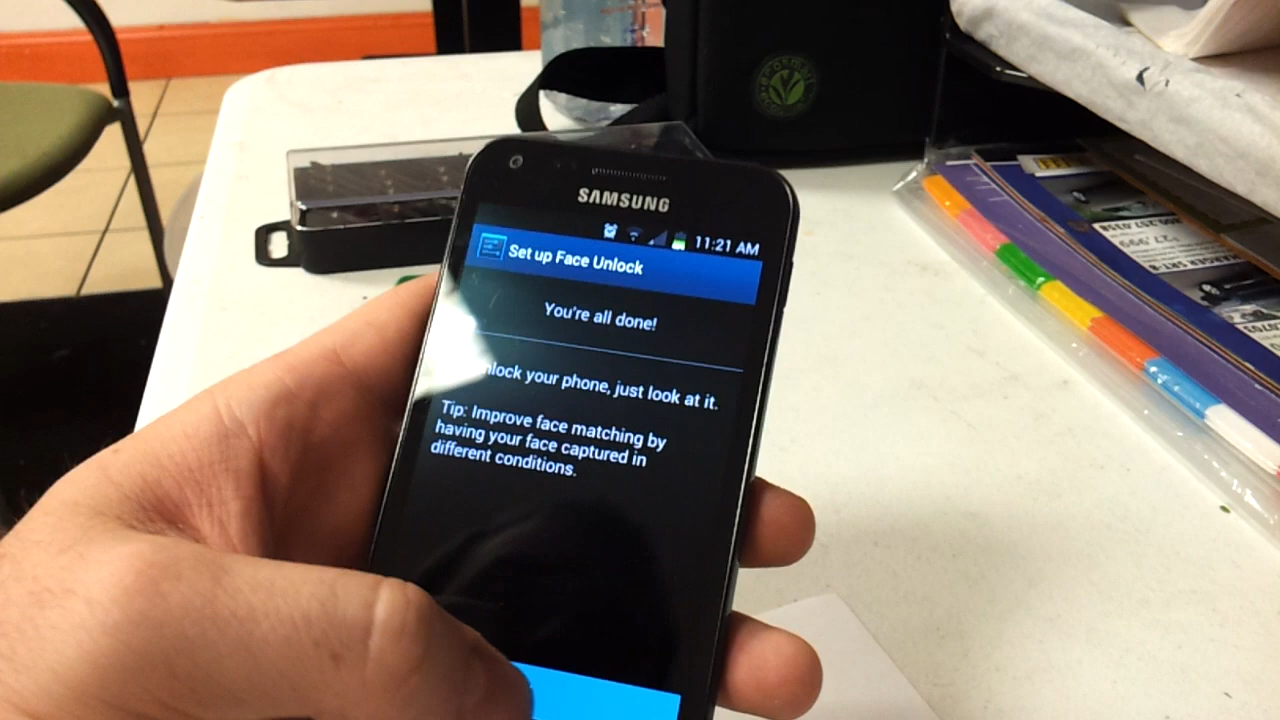 SAMSUNG
11:21 AM
Set up Face Unlock
You're all done!
nlock your phone, just look at it.
Tip: Improve face matching by
having your face captured in
different conditions.